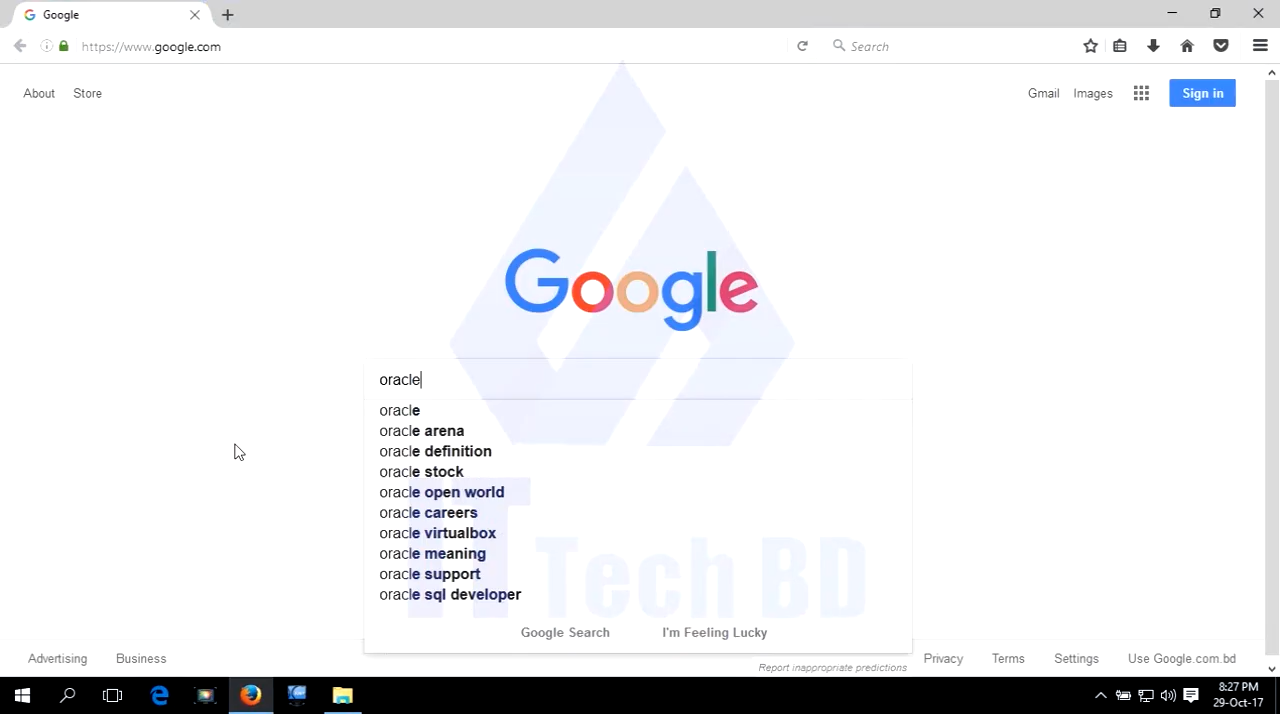 Google
https://www.google.com
Search
About Store
Gmail Images Sign in
Google
oracle
oracle
oracle arena
oracle definition
oracle stock
oracle open world
oracle careers
oracle virtualbox
oracle meaning
oracle support
oracle sql developer
IT Tech BD
Google Search I'm Feeling Lucky
Report inappropriate predictions
Advertising Business Privacy Terms Settings Use Google.com.bd
8:27 PM
29-Oct-17